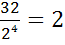 32/2⁴ = 2